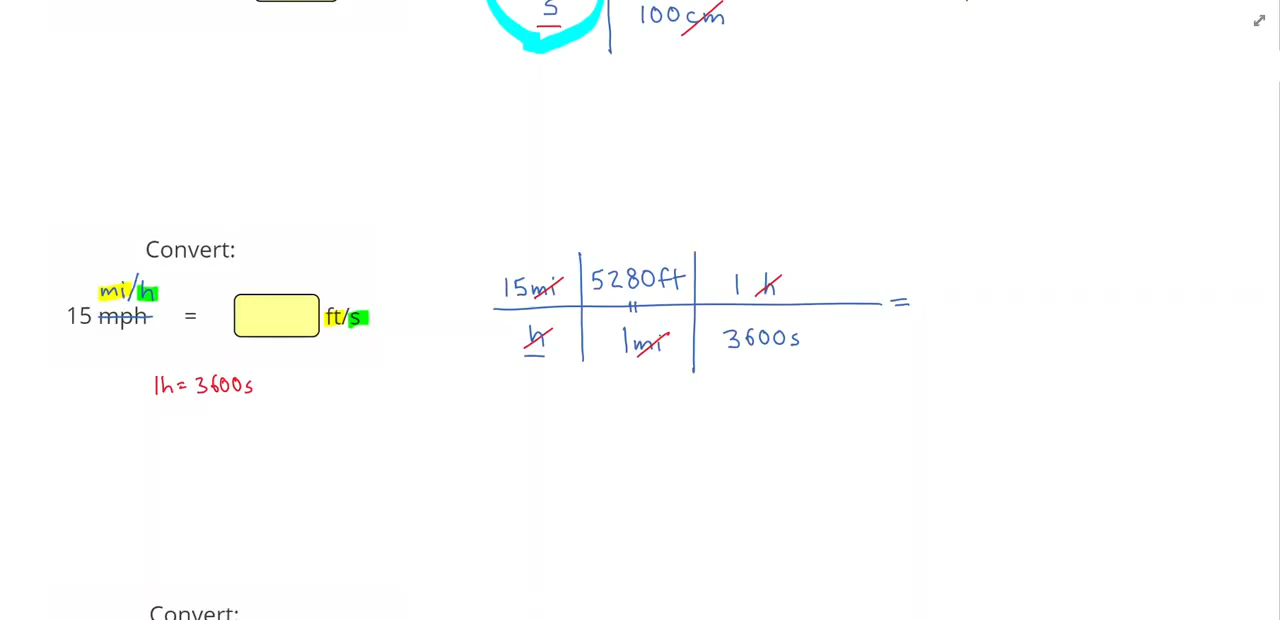 s
100cm
Convert:
mi/h
15 mph = ft/s
1h = 3600s
15mi 5280ft 1 h =
h 1mi 3600s
Convert: